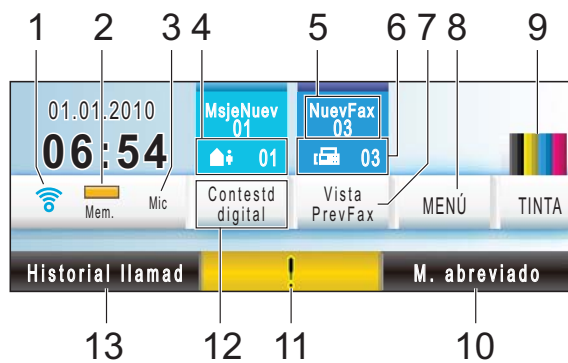 1 2 3 4 5 6 7 8 9
01.01.2010
06:54
MsjeNuev
01
NuevFax
03
01
03
Mem.
Mic
Contestd
digital
Vista
PrevFax
MENÚ
TINTA
Historial llamad
!
M. abreviado
13 12 11 10